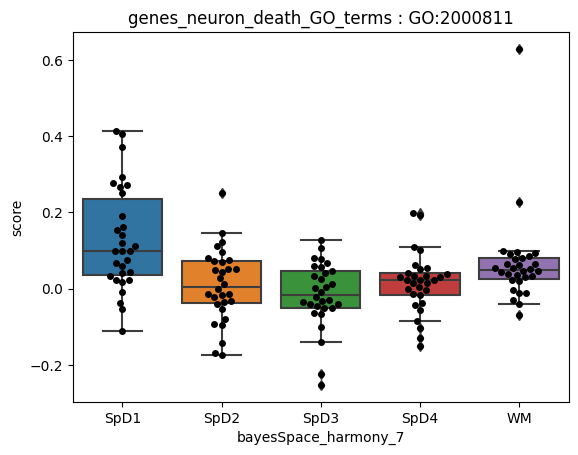 genes_neuron_death_GO_terms : GO:2000811
0.6
0.4
0.2
0.0
−0.2
score
SpD1 SpD2 SpD3 SpD4 WM
bayesSpace_harmony_7